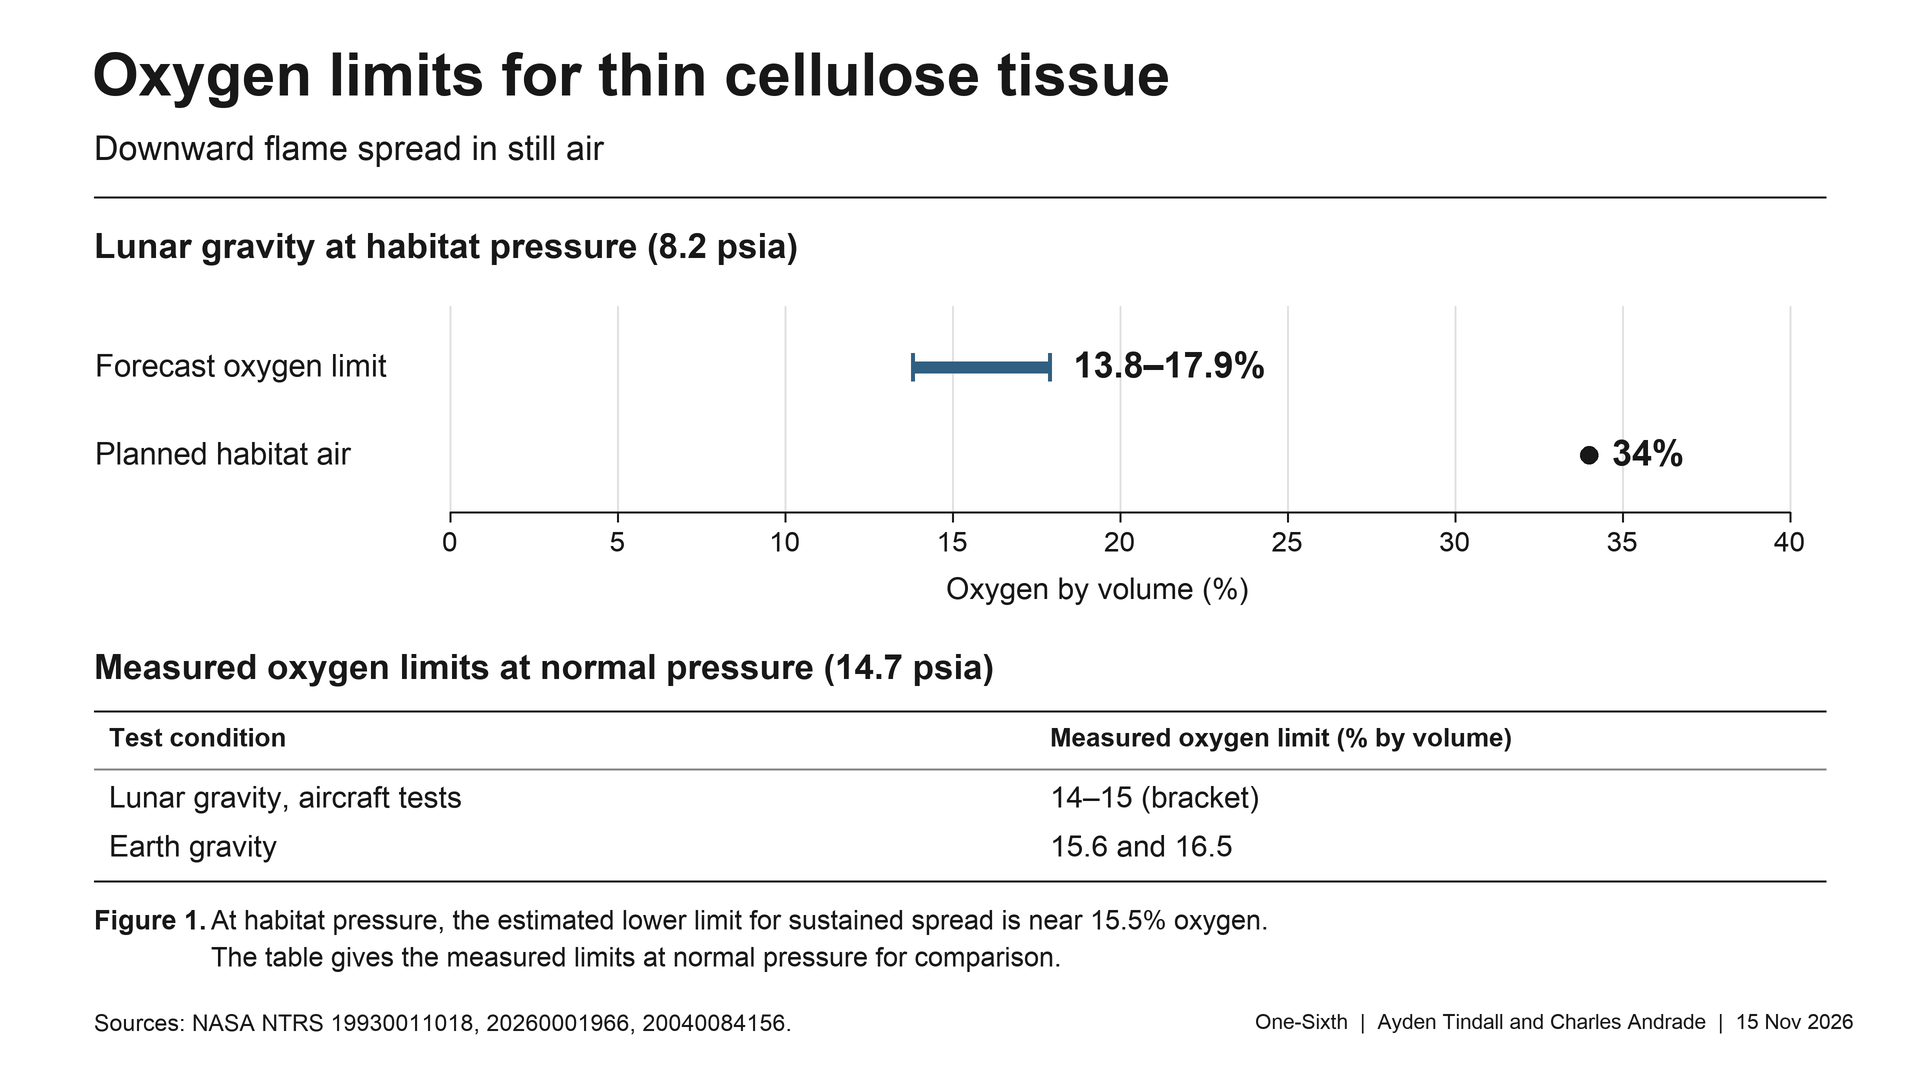 Oxygen limits for thin cellulose tissue
Downward flame spread in still air
Lunar gravity at habitat pressure (8.2 psia)
Forecast oxygen limit
13.8–17.9%
Planned habitat air
34%
0 5 10 15 20 25 30 35 40
Oxygen by volume (%)
Measured oxygen limits at normal pressure (14.7 psia)
Test condition Measured oxygen limit (% by volume)
Lunar gravity, aircraft tests 14–15 (bracket)
Earth gravity 15.6 and 16.5
Figure 1. At habitat pressure, the estimated lower limit for sustained spread is near 15.5% oxygen.
The table gives the measured limits at normal pressure for comparison.
Sources: NASA NTRS 19930011018, 20260001966, 20040084156.
One-Sixth | Ayden Tindall and Charles Andrade | 15 Nov 2026